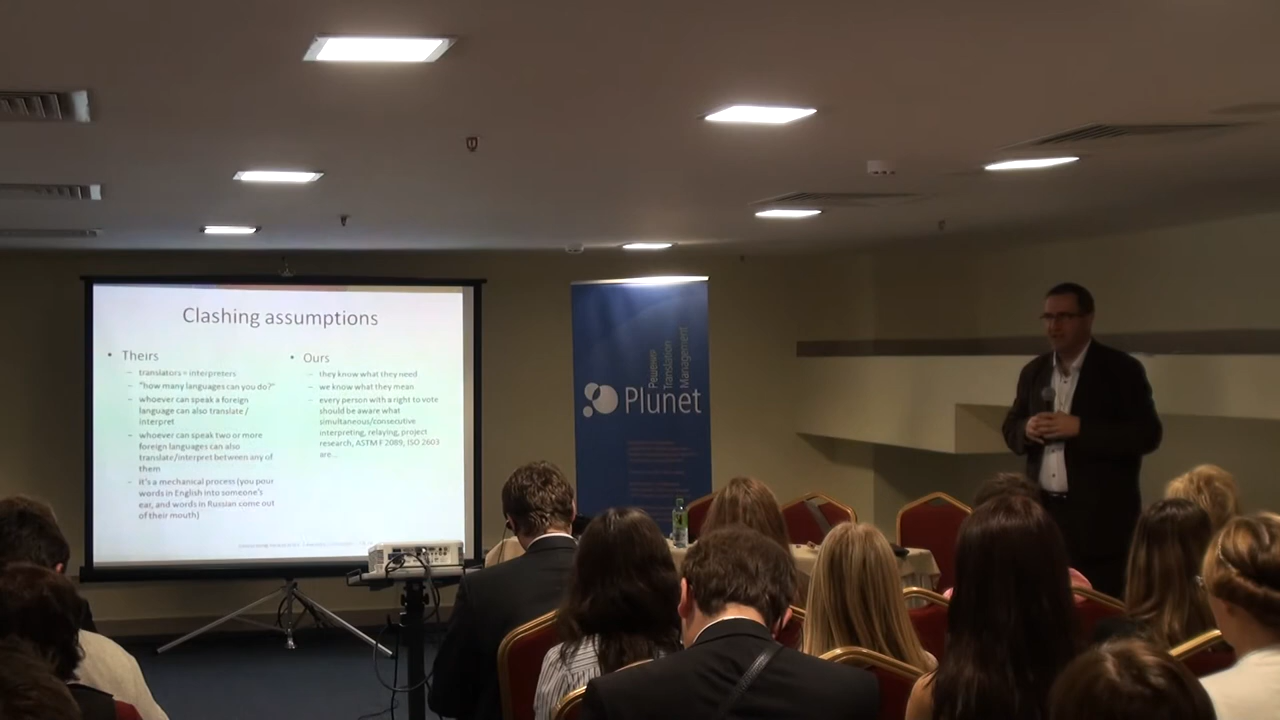 Clashing assumptions
• Theirs
– translators = interpreters
– "how many languages can you do?"
– whoever can speak a foreign
language can also translate /
interpret
– whoever can speak two or more
foreign languages can also
translate/interpret between any of
them
– it's a mechanical process (you pour
words in English into someone's
ear, and words in Russian come out
of their mouth)
• Ours
– they know what they need
– we know what they mean
– every person with a right to vote
should be aware what
simultaneous/consecutive
interpreting, relaying, project
research, ASTM F 2089, ISO 2603
are...
Plunet
Translation
Management